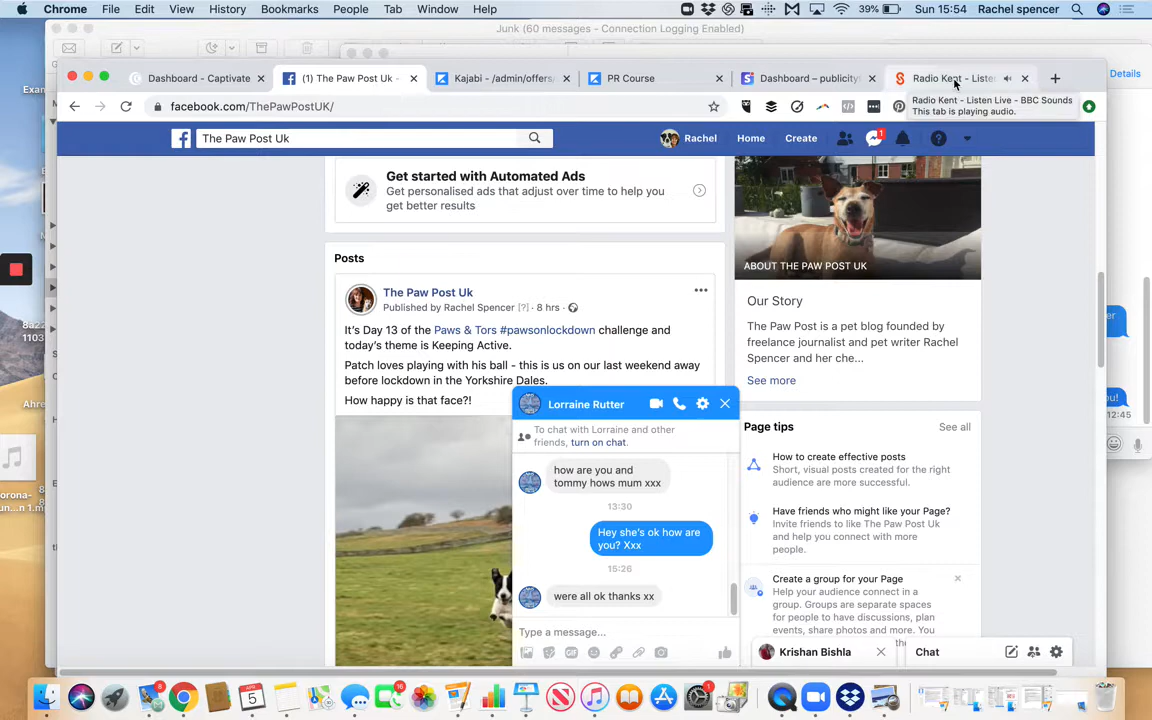 Chrome File Edit View History Bookmarks People Tab Window Help 39% Sun 15:54 Rachel spencer
Junk (60 messages - Connection Logging Enabled)
Details
Dashboard - Captivate
(1) The Paw Post Uk -
Kajabi - /admin/offers,
PR Course
Dashboard – publicity
Radio Kent - Listen
facebook.com/ThePawPostUK/
Radio Kent - Listen Live - BBC Sounds
This tab is playing audio.
The Paw Post Uk
Rachel Home Create 1
Get started with Automated Ads
Get personalised ads that adjust over time to help you
get better results
Posts
The Paw Post Uk
Published by Rachel Spencer [?] · 8 hrs ·
It's Day 13 of the Paws & Tors #pawsonlockdown challenge and
today's theme is Keeping Active.
Patch loves playing with his ball - this is us on our last weekend away
before lockdown in the Yorkshire Dales.
How happy is that face?!
Lorraine Rutter
To chat with Lorraine and other
friends, turn on chat.
how are you and
tommy hows mum xxx
13:30
Hey she's ok how are
you? Xxx
15:26
were all ok thanks xx
Type a message...
ABOUT THE PAW POST UK
Our Story
The Paw Post is a pet blog founded by
freelance journalist and pet writer Rachel
Spencer and her che...
See more
Page tips See all
How to create effective posts
Short, visual posts created for the right
audience are more successful.
Have friends who might like your Page?
Invite friends to like The Paw Post Uk
and help you connect with more
people.
Create a group for your Page
Help your audience connect in a
group. Groups are separate spaces
for people to have discussions, plan
events, share photos and more.
Krishan Bishla
Chat
12:45